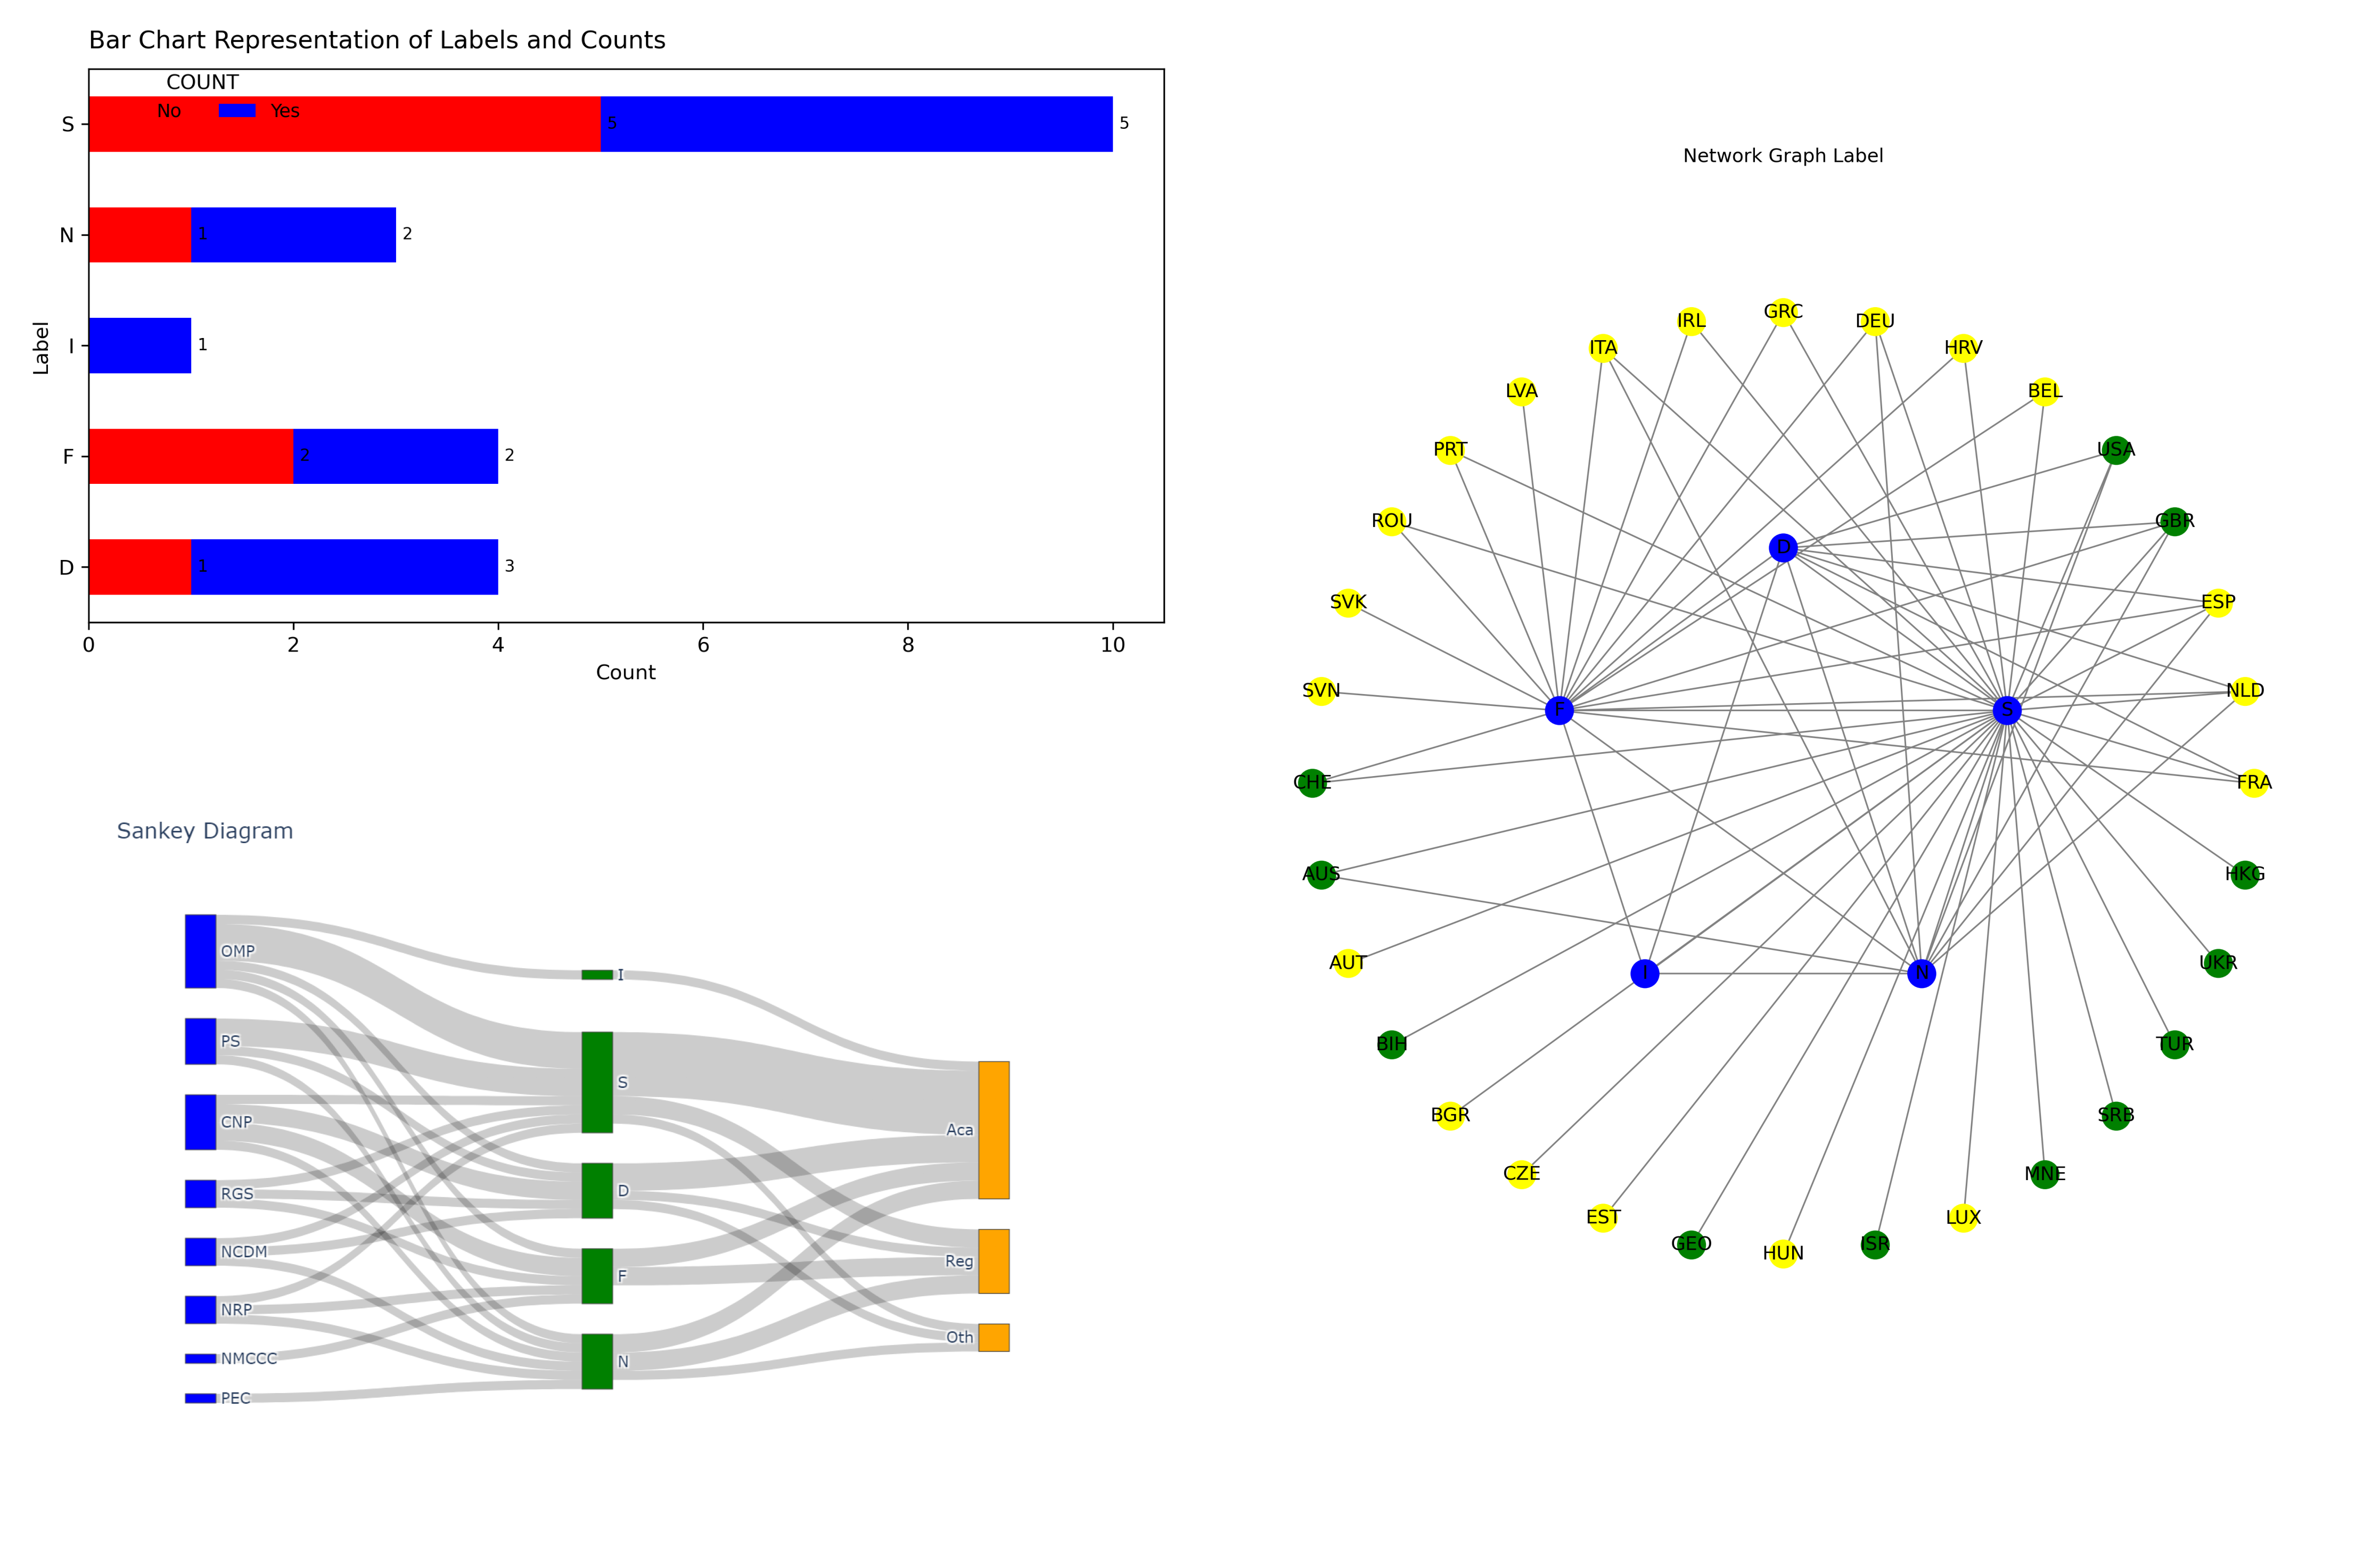 Bar Chart Representation of Labels and Counts
COUNT
No Yes
S 5 5
N 1 2
I 1
F 2 2
D 1 3
Label
0 2 4 6 8 10
Count
Network Graph Label
GRC
IRL DEU
ITA HRV
LVA BEL
PRT USA
ROU GBR
D
SVK ESP
SVN NLD
F S
CHE FRA
AUS HKG
AUT UKR
I N
BIH TUR
BGR SRB
CZE MNE
EST LUX
GEO ISR
HUN
Sankey Diagram
OMP
I
PS
S
CNP
Aca
RGS
D
NCDM
Reg
F
NRP
Oth
NMCCC
N
PEC